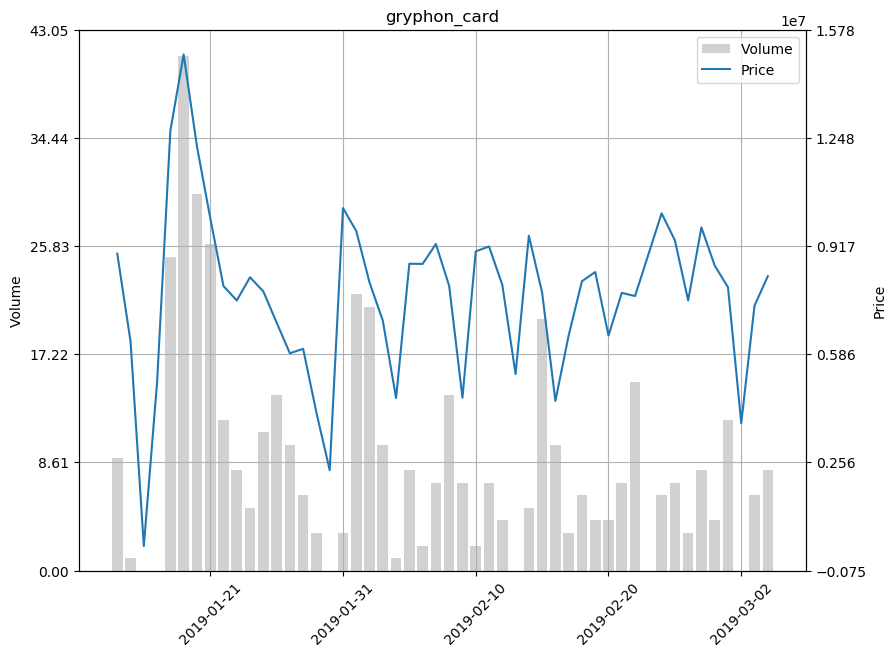 gryphon_card
1e7
43.05
34.44
25.83
17.22
8.61
0.00
Volume
1.578
1.248
0.917
0.586
0.256
−0.075
Price
Volume
Price
2019-01-21
2019-01-31
2019-02-10
2019-02-20
2019-03-02